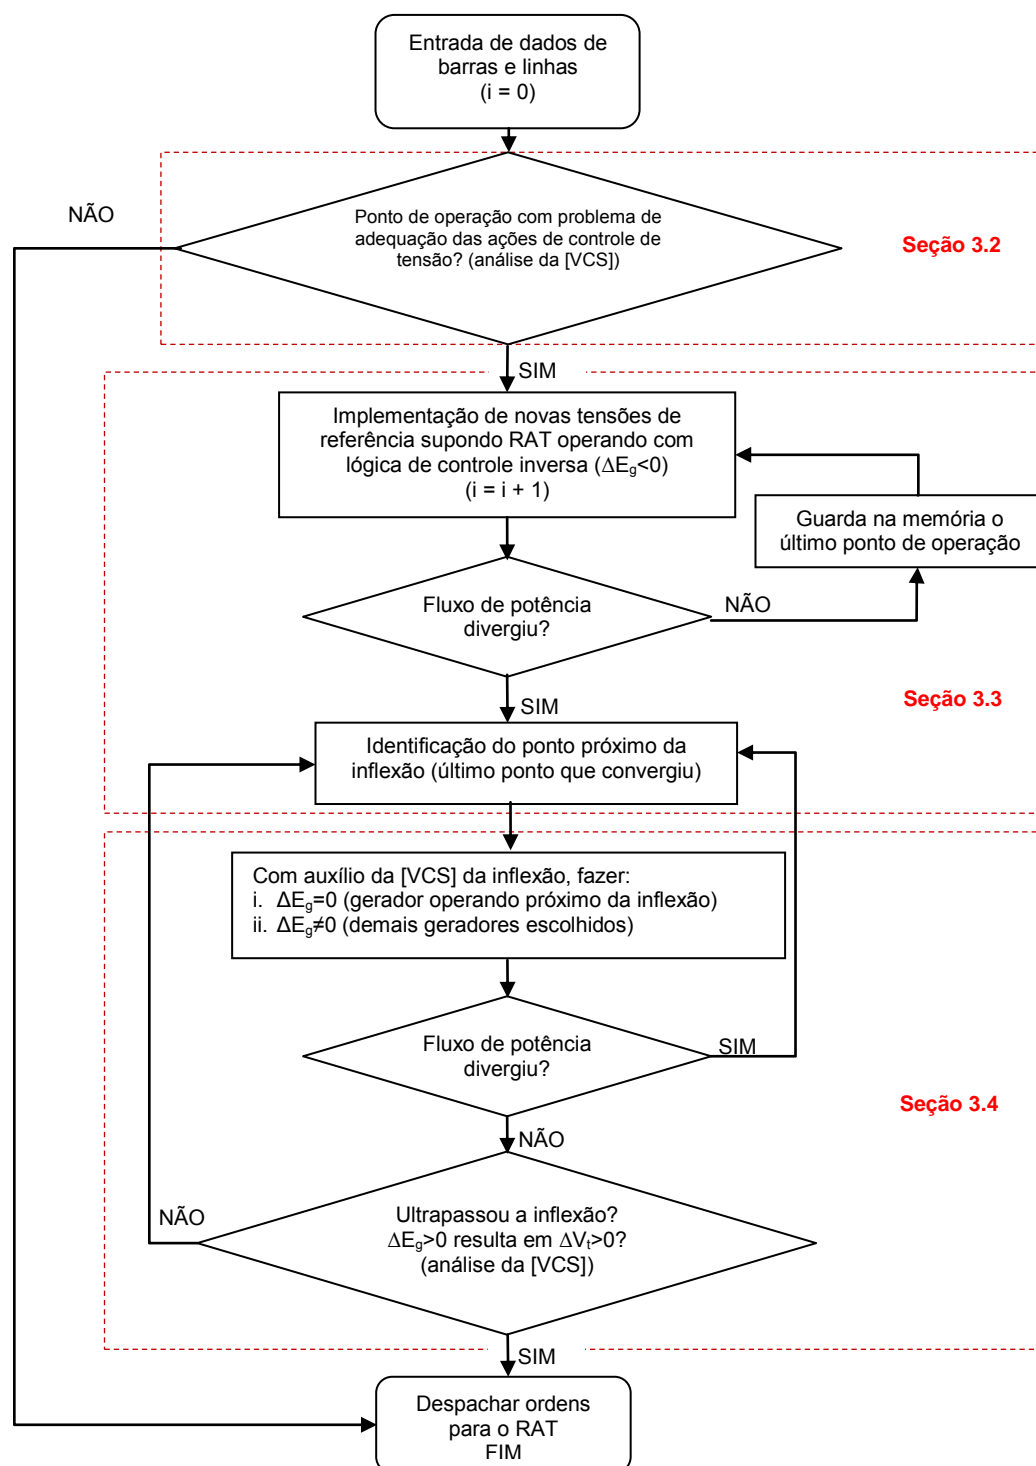 Entrada de dados de
barras e linhas
(i = 0)
NÃO
Ponto de operação com problema de
adequação das ações de controle de
tensão? (análise da [VCS])
Seção 3.2
SIM
Implementação de novas tensões de
referência supondo RAT operando com
lógica de controle inversa (ΔEg<0)
(i = i + 1)
Guarda na memória o
último ponto de operação
Fluxo de potência
divergiu?
NÃO
SIM
Seção 3.3
Identificação do ponto próximo da
inflexão (último ponto que convergiu)
Com auxílio da [VCS] da inflexão, fazer:
i. ΔEg=0 (gerador operando próximo da inflexão)
ii. ΔEg≠0 (demais geradores escolhidos)
Fluxo de potência
divergiu?
SIM
Seção 3.4
NÃO
NÃO
Ultrapassou a inflexão?
ΔEg>0 resulta em ΔVt>0?
(análise da [VCS])
SIM
Despachar ordens
para o RAT
FIM